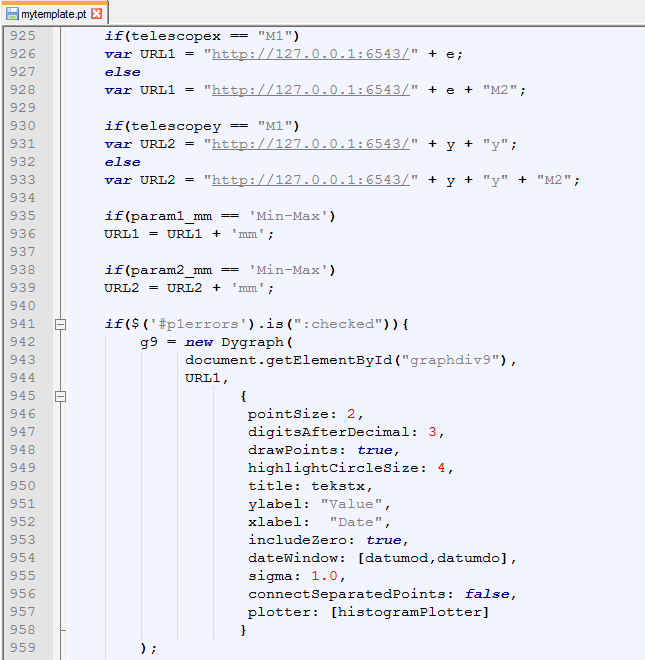 mytemplate.pt
925 if(telescopex == "M1")
926 var URL1 = "http://127.0.0.1:6543/" + e;
927 else
928 var URL1 = "http://127.0.0.1:6543/" + e + "M2";
929
930 if(telescopey == "M1")
931 var URL2 = "http://127.0.0.1:6543/" + y + "y";
932 else
933 var URL2 = "http://127.0.0.1:6543/" + y + "y" + "M2";
934
935 if(param1_mm == 'Min-Max')
936 URL1 = URL1 + 'mm';
937
938 if(param2_mm == 'Min-Max')
939 URL2 = URL2 + 'mm';
940
941 if($('#p1errors').is(":checked")){
942 g9 = new Dygraph(
943 document.getElementById("graphdiv9"),
944 URL1,
945 {
946 pointSize: 2,
947 digitsAfterDecimal: 3,
948 drawPoints: true,
949 highlightCircleSize: 4,
950 title: tekstx,
951 ylabel: "Value",
952 xlabel:  "Date",
953 includeZero: true,
954 dateWindow: [datumod,datumdo],
955 sigma: 1.0,
956 connectSeparatedPoints: false,
957 plotter: [histogramPlotter]
958 }
959 );